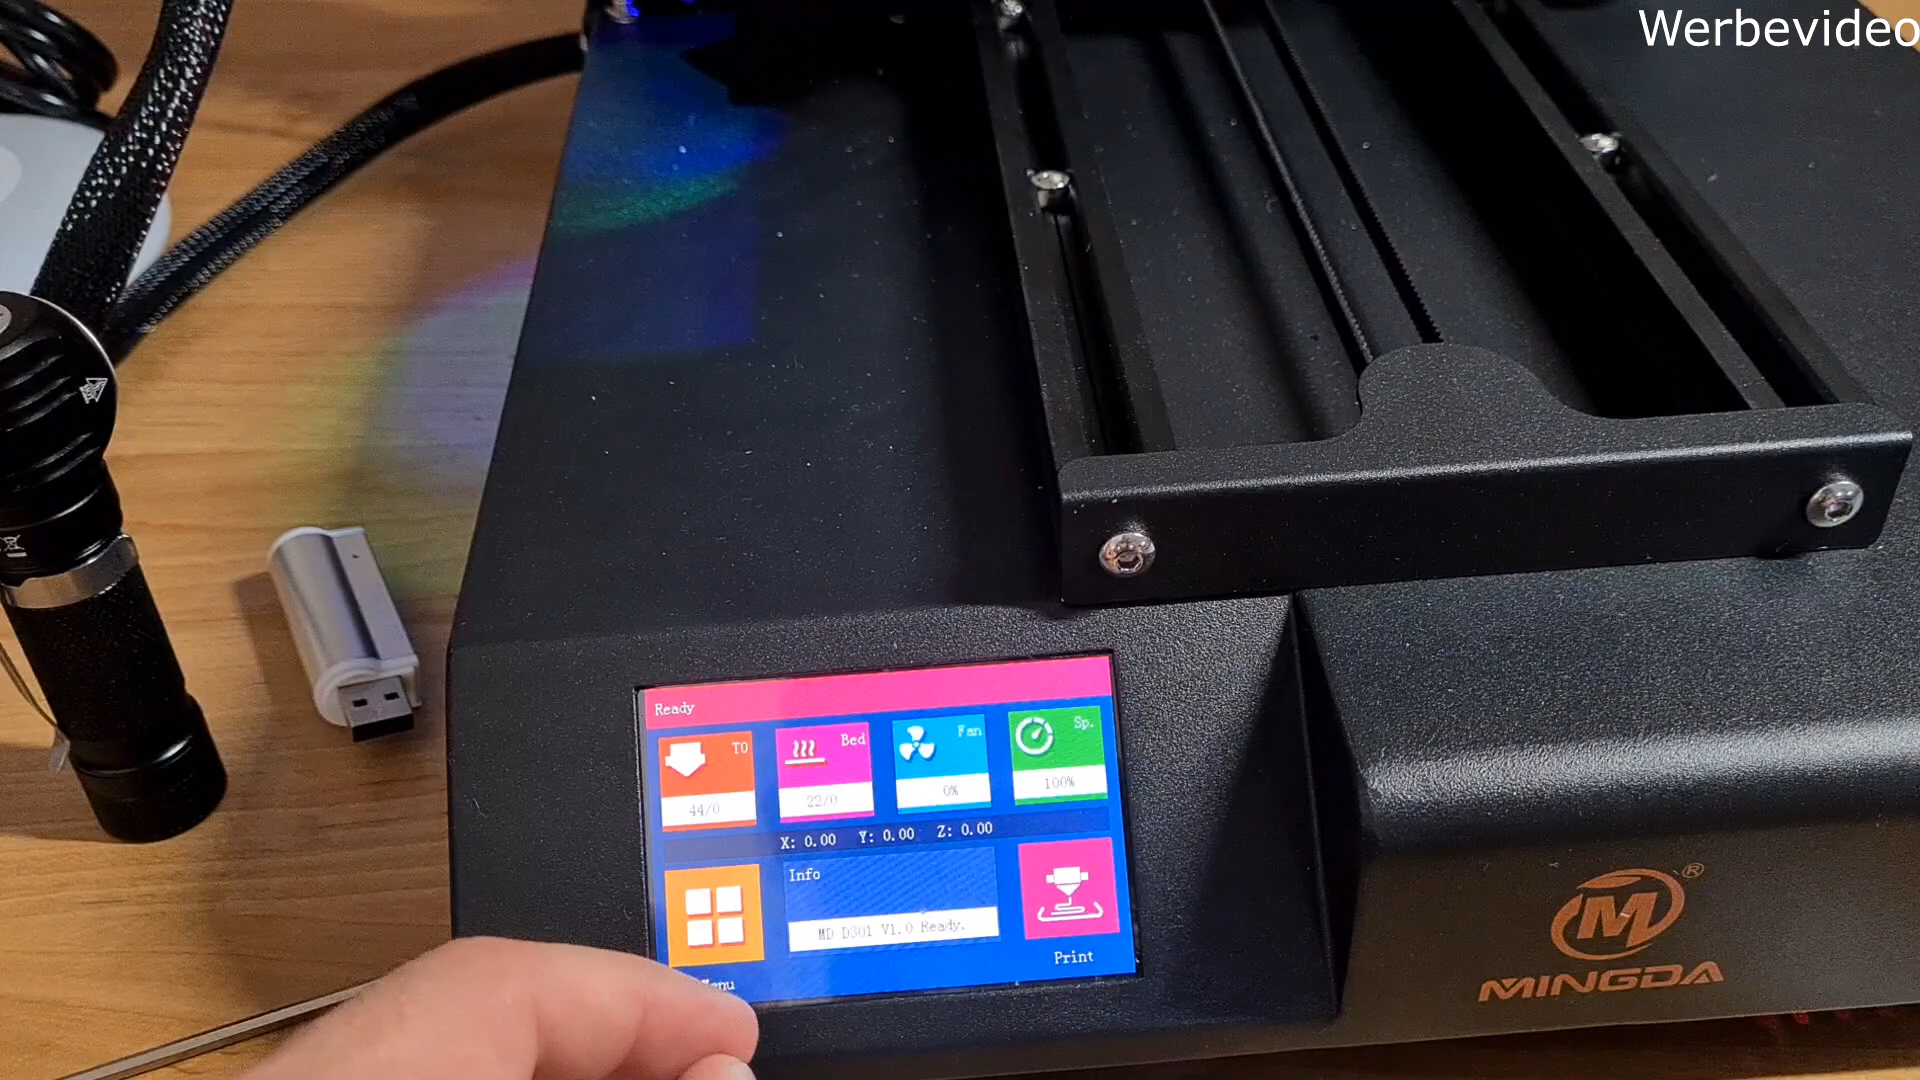 Werbevideo
Ready
T0
Bed
Fan
Sp.
44/0
22/0
0%
100%
X: 0.00 Y: 0.00 Z: 0.00
Info
MD D301 V1.0 Ready.
Menu
Print
M
®
MINGDA